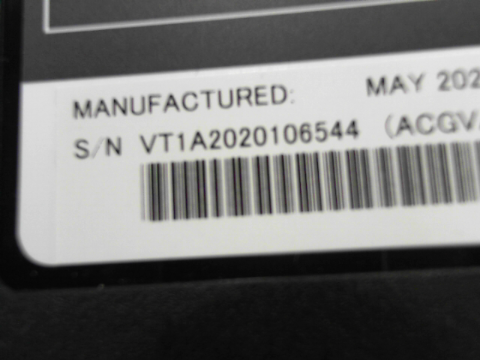 MANUFACTURED: MAY 202
S/N VT1A2020106544 (ACGV